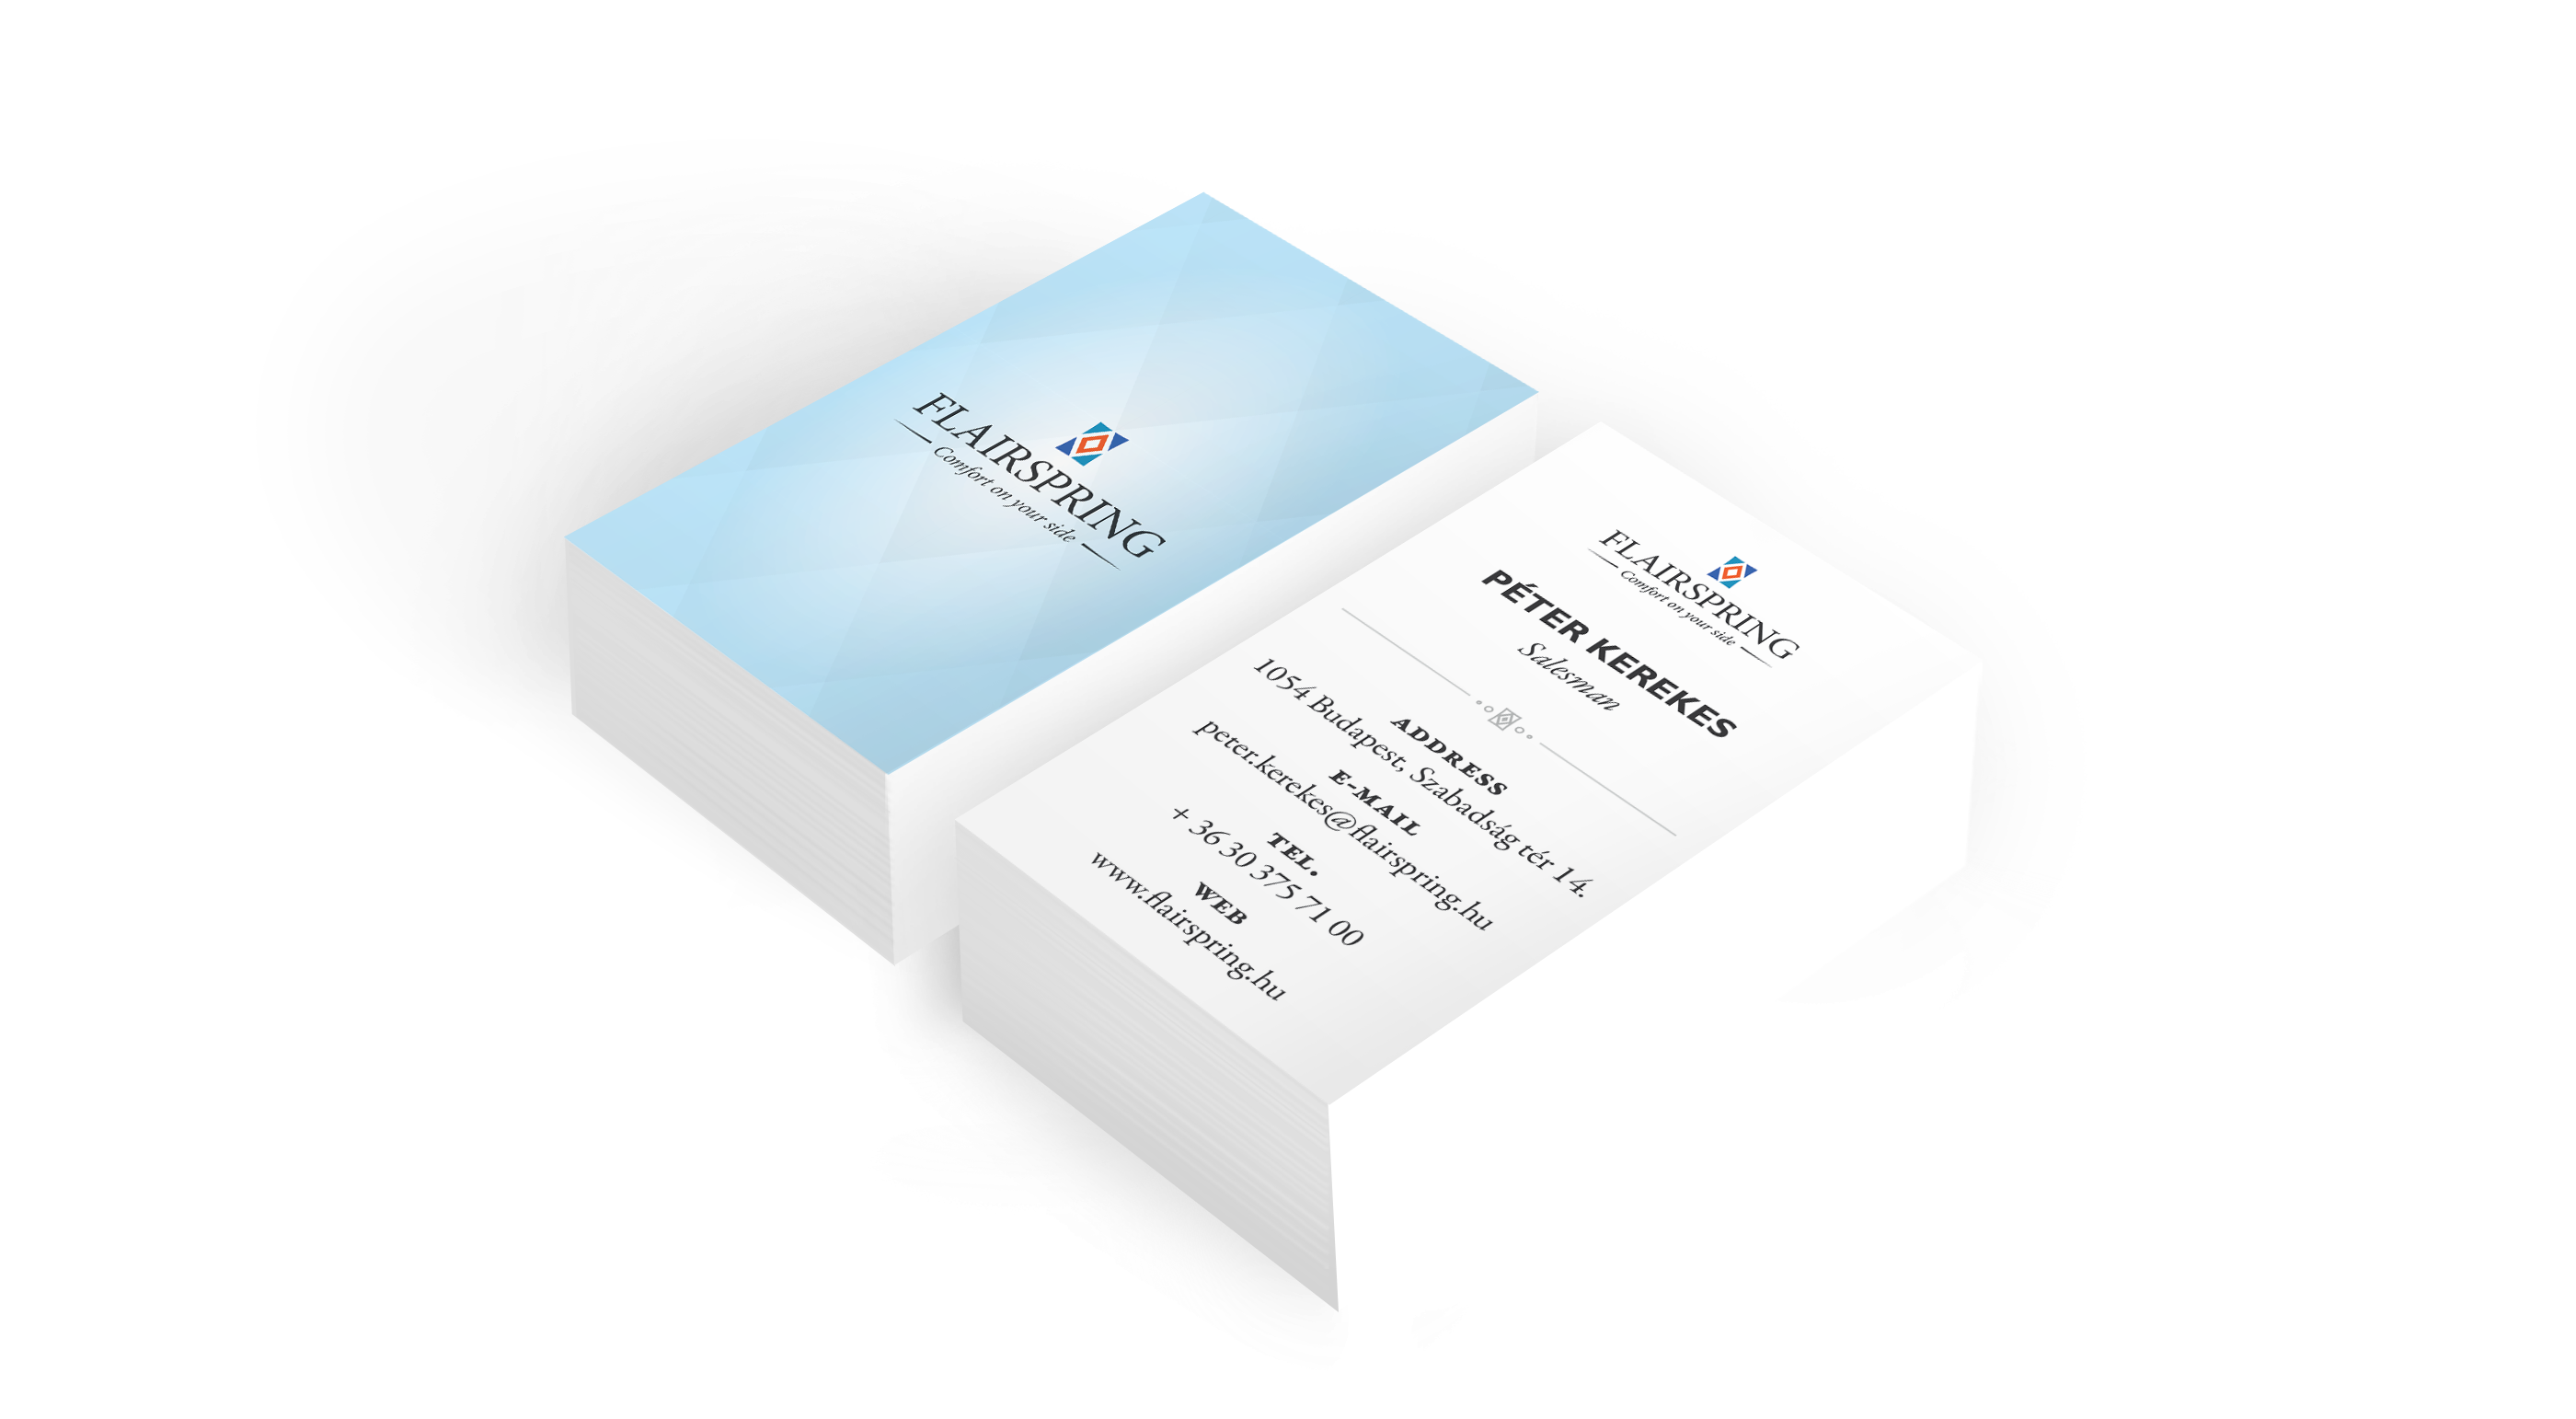 FLAIRSPRING
Comfort on your side
FLAIRSPRING
Comfort on your side
PÉTER KEREKES
Salesman
ADDRESS
1054 Budapest, Szabadság tér 14.
E-MAIL
peter.kerekes@flairspring.hu
TEL.
+ 36 30 375 71 00
WEB
www.flairspring.hu